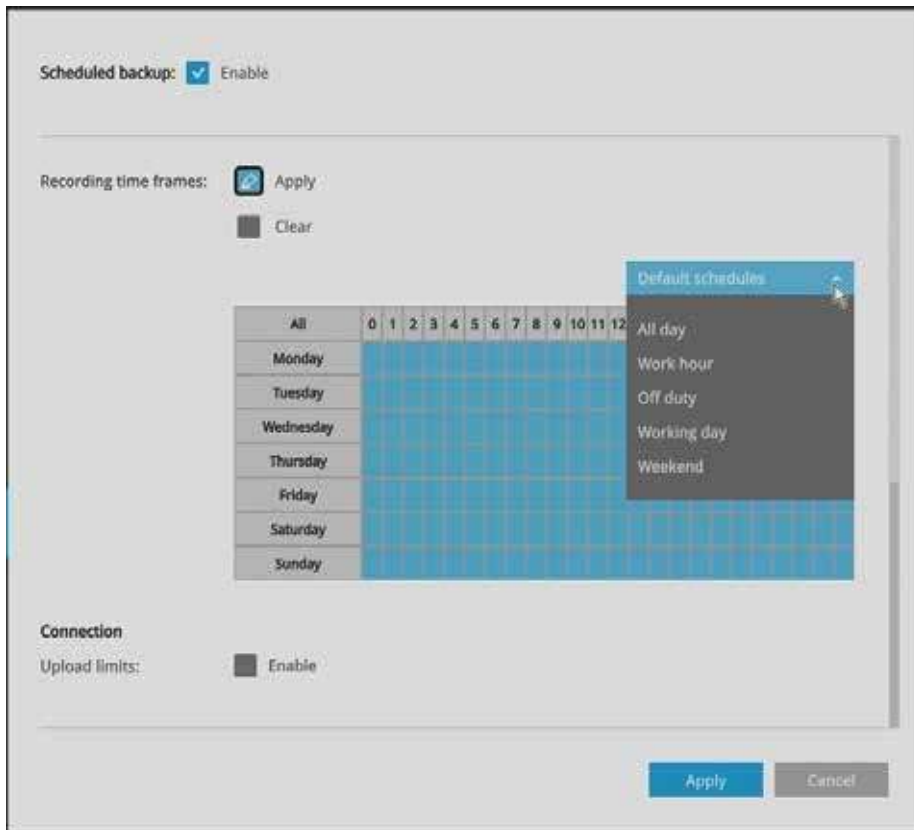 Scheduled backup: Enable
Recording time frames: Apply
Clear
Default schedules
All 0 1 2 3 4 5 6 7 8 9 10 11 12
All day
Monday
Work hour
Tuesday
Off duty
Wednesday
Working day
Thursday
Weekend
Friday
Saturday
Sunday
Connection
Upload limits: Enable
Apply Cancel